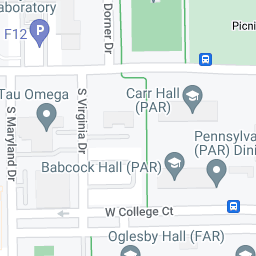 Laboratory
F12 P
Dorner Dr
Picni
Carr Hall
(PAR)
Tau Omega
S Maryland Dr
S Virginia Dr
Pennsylva
(PAR) Dini
Babcock Hall (PAR)
W College Ct
Oglesby Hall (FAR)